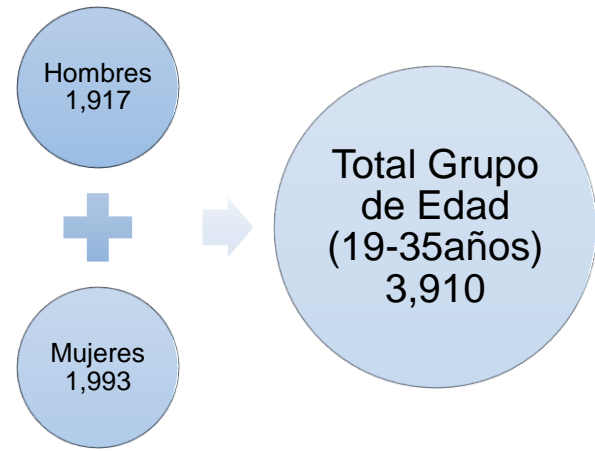 Hombres
1,917
Mujeres
1,993
Total Grupo
de Edad
(19-35años)
3,910